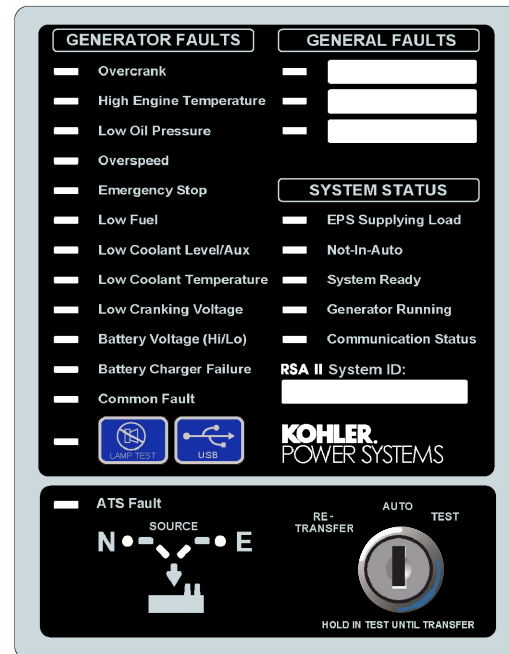 GENERATOR FAULTS
Overcrank
High Engine Temperature
Low Oil Pressure
Overspeed
Emergency Stop
Low Fuel
Low Coolant Level/Aux
Low Coolant Temperature
Low Cranking Voltage
Battery Voltage (Hi/Lo)
Battery Charger Failure
Common Fault
LAMP TEST
USB
GENERAL FAULTS
SYSTEM STATUS
EPS Supplying Load
Not-In-Auto
System Ready
Generator Running
Communication Status
RSA II System ID:
KOHLER.
POWER SYSTEMS
ATS Fault
SOURCE
N E
RE-
TRANSFER
AUTO
TEST
HOLD IN TEST UNTIL TRANSFER